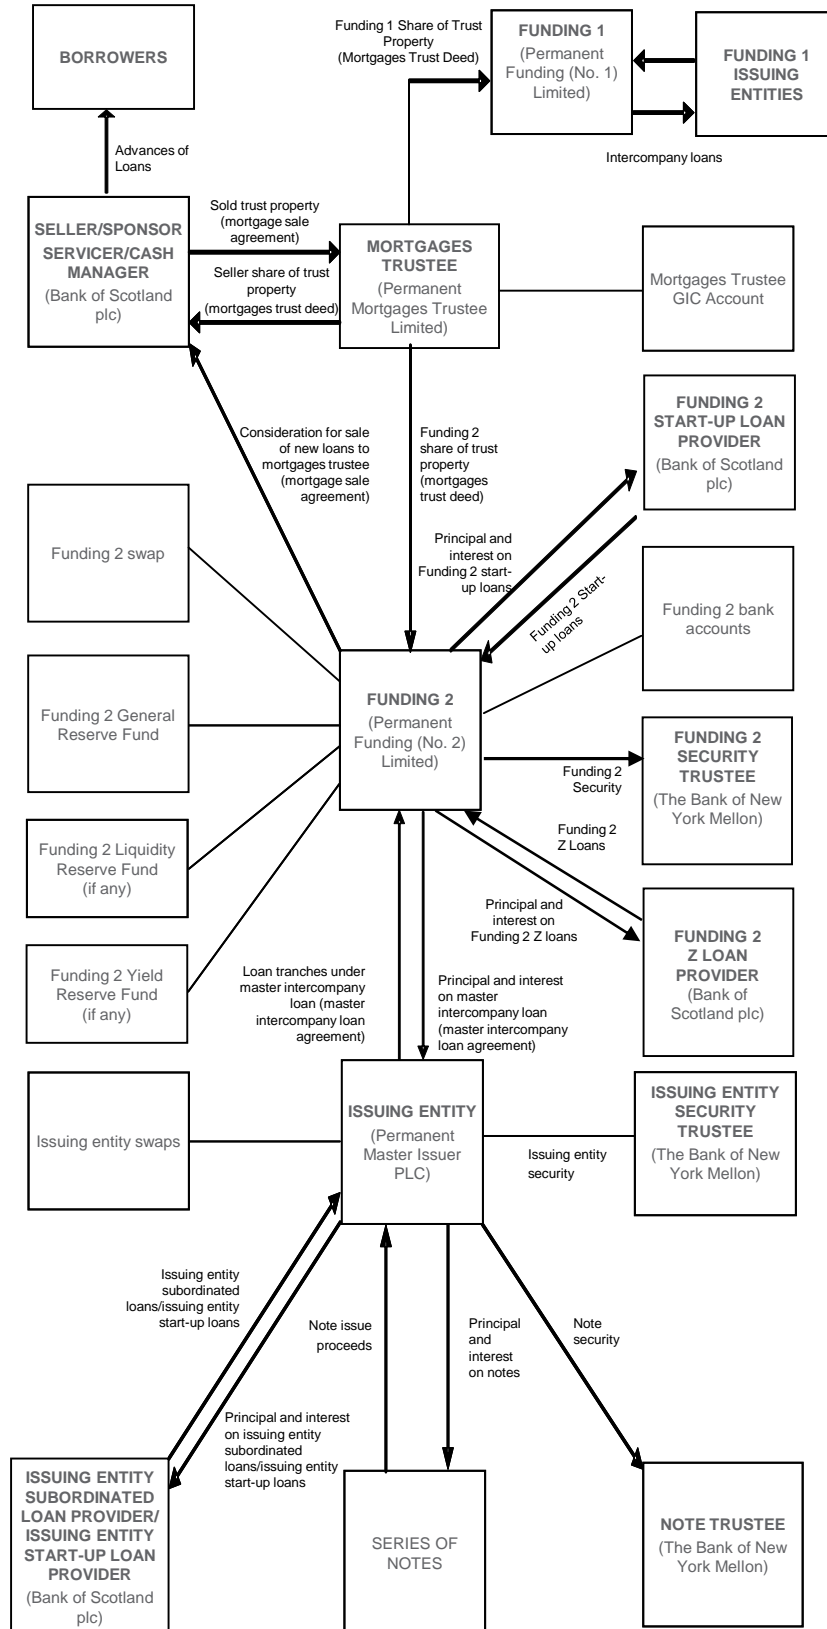 Funding 1 Share of Trust
Property
(Mortgages Trust Deed)
FUNDING 1
(Permanent
Funding (No. 1)
Limited)
FUNDING 1
ISSUING
ENTITIES
BORROWERS
Advances of
Loans
Intercompany loans
SELLER/SPONSOR
SERVICER/CASH
MANAGER
(Bank of Scotland
plc)
Sold trust property
(mortgage sale
agreement)
Seller share of trust
property
(mortgages trust deed)
MORTGAGES
TRUSTEE
(Permanent
Mortgages Trustee
Limited)
Mortgages Trustee
GIC Account
Consideration for sale
of new loans to
mortgages trustee
(mortgage sale
agreement)
Funding 2
share of trust
property
(mortgages
trust deed)
FUNDING 2
START-UP LOAN
PROVIDER
(Bank of Scotland
plc)
Principal and
interest on
Funding 2 start-
up loans
Funding 2 Start-
up loans
Funding 2 swap
Funding 2 bank
accounts
Funding 2 General
Reserve Fund
FUNDING 2
(Permanent
Funding (No. 2)
Limited)
Funding 2
Security
FUNDING 2
SECURITY
TRUSTEE
(The Bank of New
York Mellon)
Funding 2
Z Loans
Funding 2 Liquidity
Reserve Fund
(if any)
Principal and
interest on
Funding 2 Z loans
FUNDING 2
Z LOAN
PROVIDER
(Bank of
Scotland plc)
Funding 2 Yield
Reserve Fund
(if any)
Loan tranches under
master intercompany
loan (master
intercompany loan
agreement)
Principal and interest
on master
intercompany loan
(master intercompany
loan agreement)
Issuing entity swaps
ISSUING ENTITY
(Permanent
Master Issuer
PLC)
Issuing entity
security
ISSUING ENTITY
SECURITY
TRUSTEE
(The Bank of New
York Mellon)
Issuing entity
subordinated
loans/issuing entity
start-up loans
Note issue
proceeds
Principal
and
interest
on notes
Note
security
Principal and interest
on issuing entity
subordinated
loans/issuing entity
start-up loans
ISSUING ENTITY
SUBORDINATED
LOAN PROVIDER/
ISSUING ENTITY
START-UP LOAN
PROVIDER
(Bank of Scotland
plc)
SERIES OF
NOTES
NOTE TRUSTEE
(The Bank of New
York Mellon)